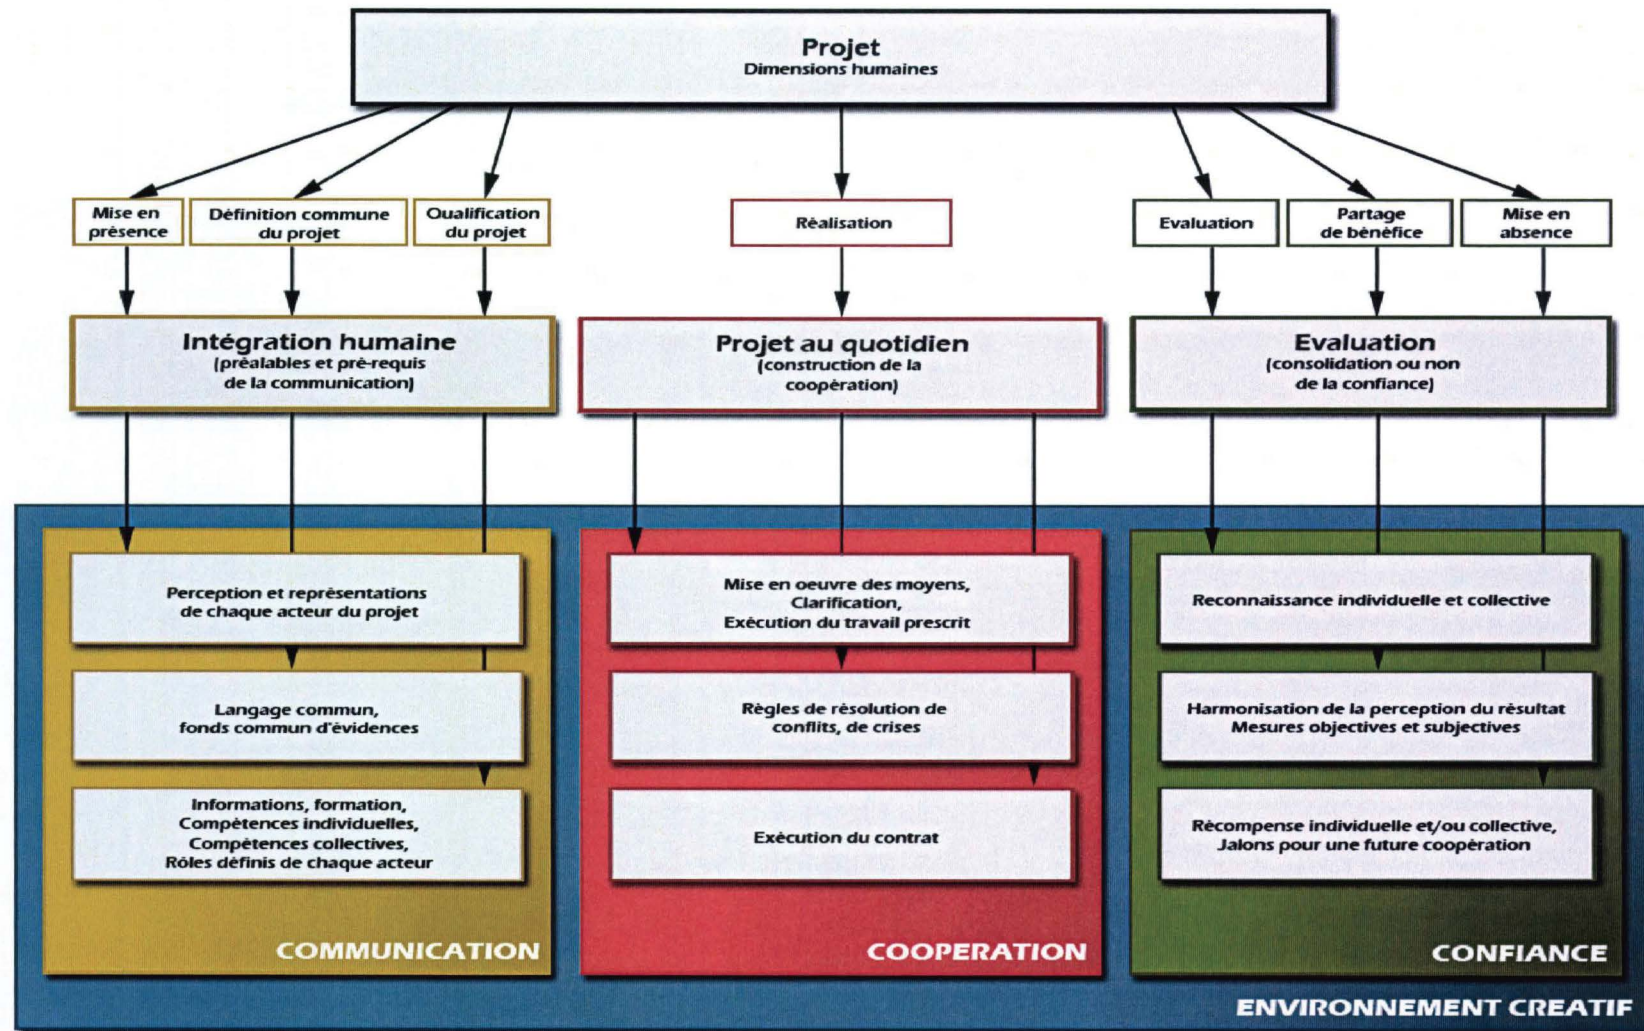 Projet
Dimensions humaines
Mise en
présence
Définition commune
du projet
Qualification
du projet
Réalisation
Evaluation
Partage
de bénéfice
Mise en
absence
Intégration humaine
(préalables et pré-requis
de la communication)
Projet au quotidien
(construction de la
coopération)
Evaluation
(consolidation ou non
de la confiance)
Perception et représentations
de chaque acteur du projet
Langage commun,
fonds commun d'évidences
Informations, formation,
Compétences individuelles,
Compétences collectives,
Rôles définis de chaque acteur
COMMUNICATION
Mise en oeuvre des moyens,
Clarification,
Exécution du travail prescrit
Règles de résolution de
conflits, de crises
Exécution du contrat
COOPERATION
Reconnaissance individuelle et collective
Harmonisation de la perception du résultat
Mesures objectives et subjectives
Récompense individuelle et/ou collective,
Jalons pour une future coopération
CONFIANCE
ENVIRONNEMENT CREATIF